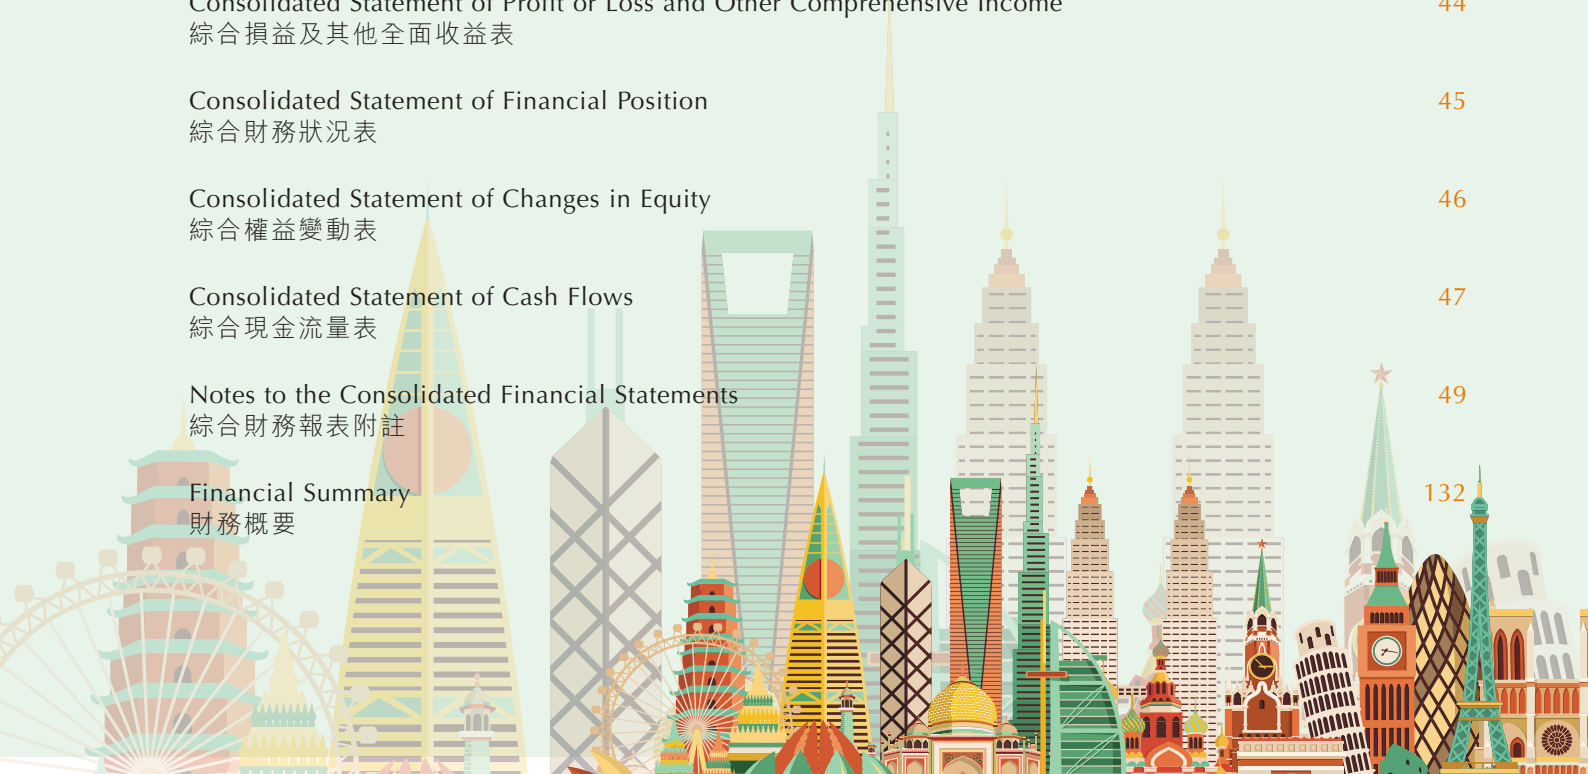 Consolidated Statement of Profit or Loss and Other Comprehensive Income 44
綜合損益及其他全面收益表
Consolidated Statement of Financial Position 45
綜合財務狀況表
Consolidated Statement of Changes in Equity 46
綜合權益變動表
Consolidated Statement of Cash Flows 47
綜合現金流量表
Notes to the Consolidated Financial Statements 49
綜合財務報表附註
Financial Summary 132
財務概要